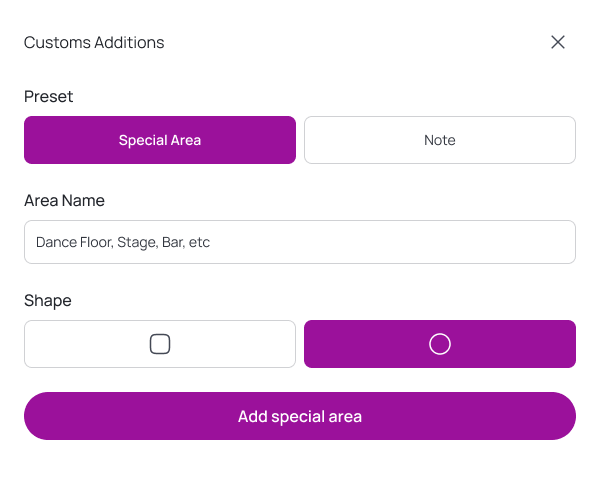 Customs Additions
Preset
Special Area
Note
Area Name
Dance Floor, Stage, Bar, etc
Shape
Add special area